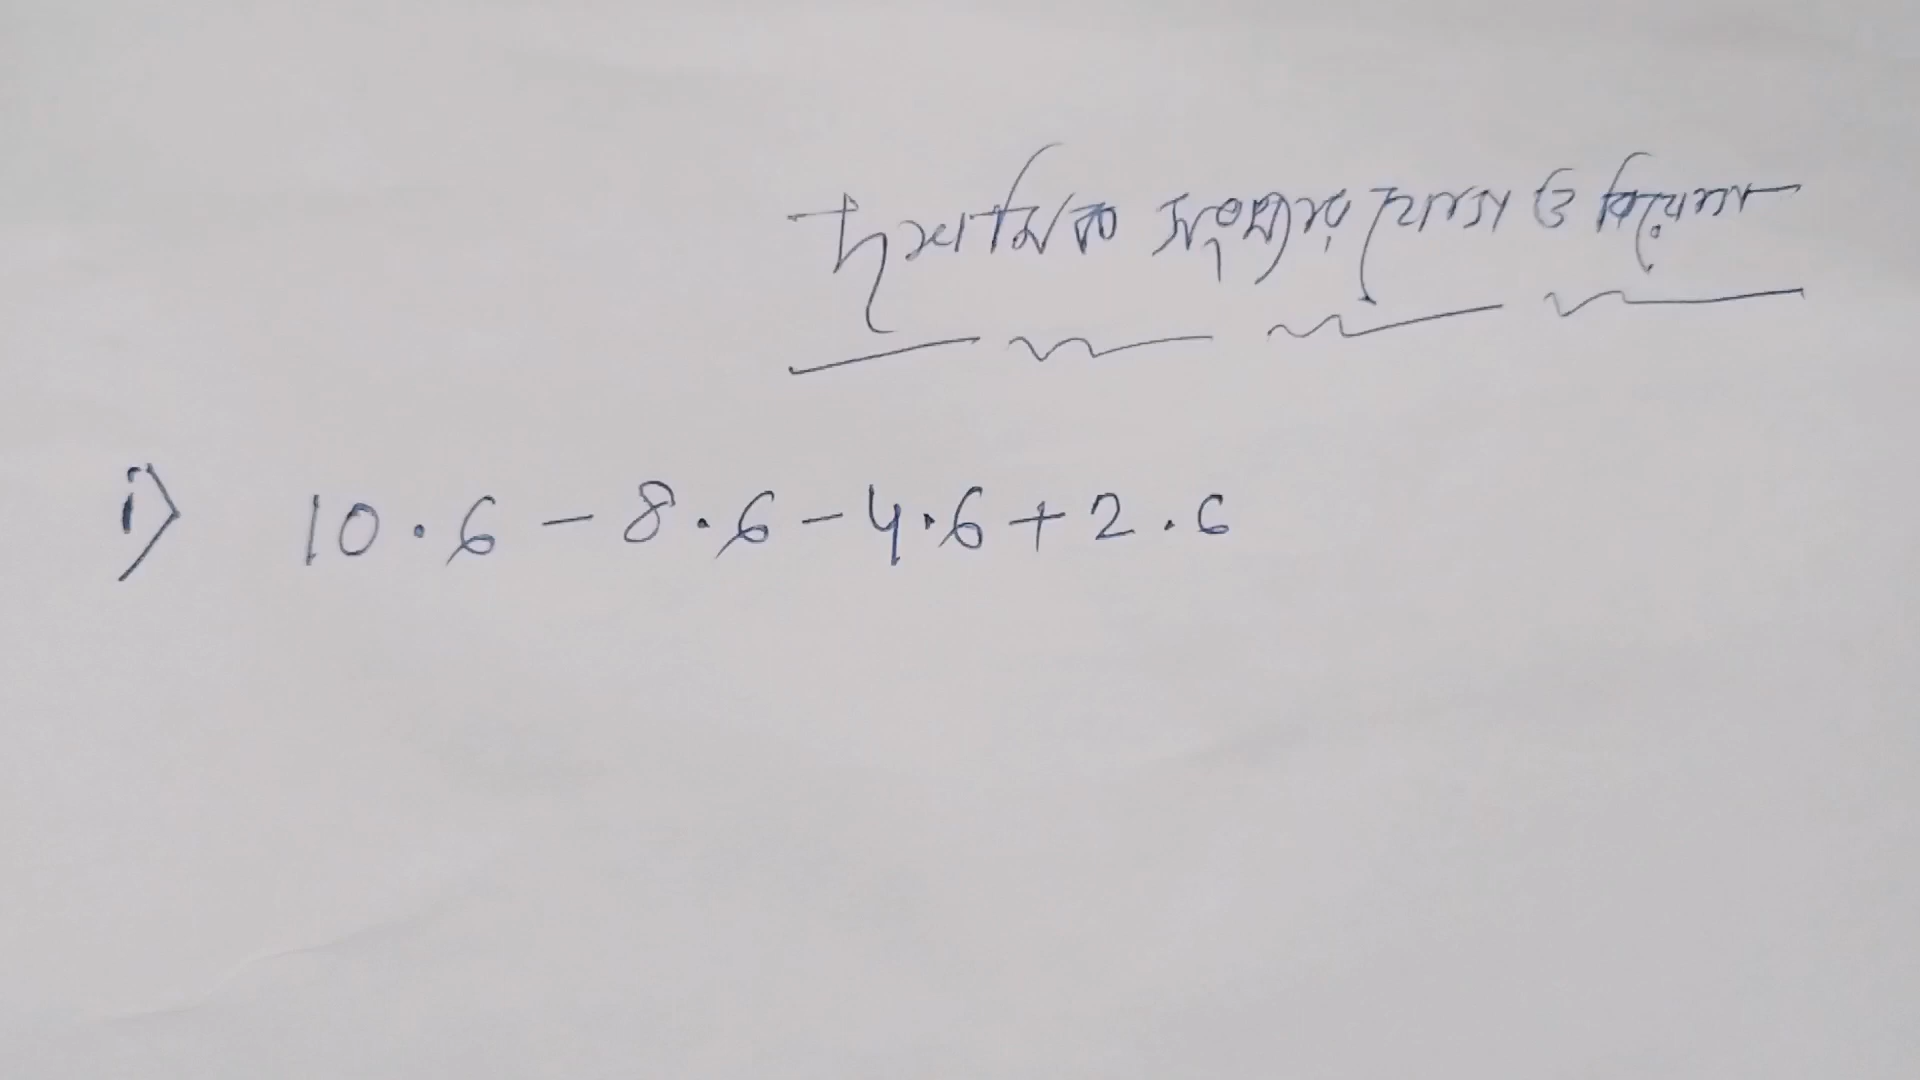 দশমিক সংখ্যার যোগ ও বিয়োগ
i) 10.6 - 8.6 - 4.6 + 2.6